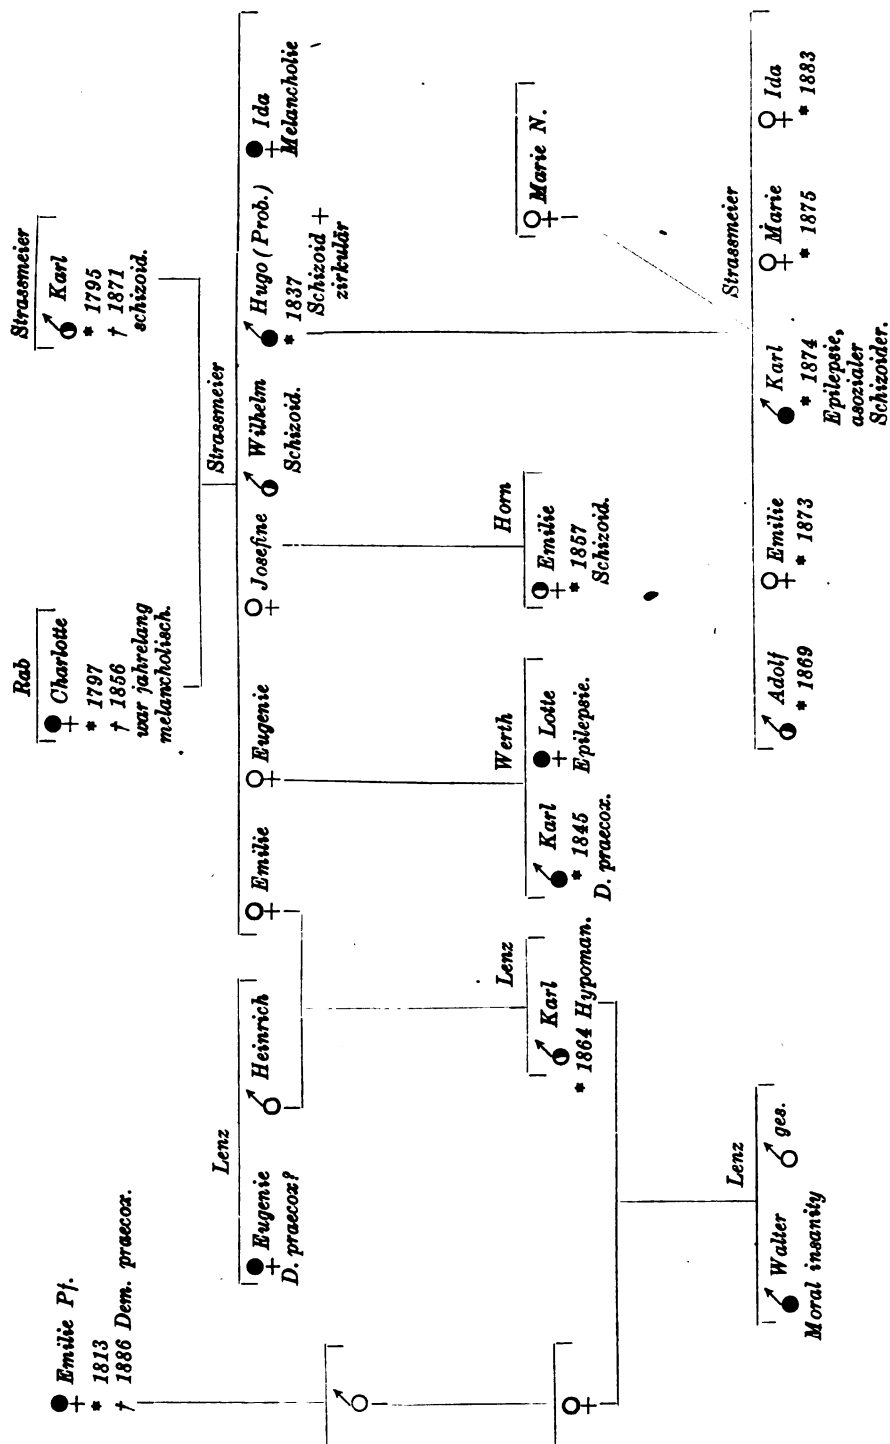 Rab
Charlotte
* 1797
† 1856
war jahrelang
melancholisch.
Strassmeier
Karl
* 1795
† 1871
schizoid.
Emilie Pf.
* 1813
† 1886 Dem. praecox.
Lenz
Eugenie
D. praecox?
Heinrich
Strassmeier
Emilie
Eugenie
Josefine
Wilhelm
Schizoid.
Hugo (Prob.)
* 1837
Schizoid +
zirkulär
Ida
Melancholie
Lenz
Karl
* 1864 Hypoman.
Werth
Karl
* 1845
D. praecox.
Lotte
Epilepsie.
Horn
Emilie
* 1857
Schizoid.
Marie N.
Lenz
Walter
Moral insanity
ges.
Strassmeier
Adolf
* 1869
Emilie
* 1873
Karl
* 1874
Epilepsie,
asozialer
Schizoider.
Marie
* 1875
Ida
* 1883